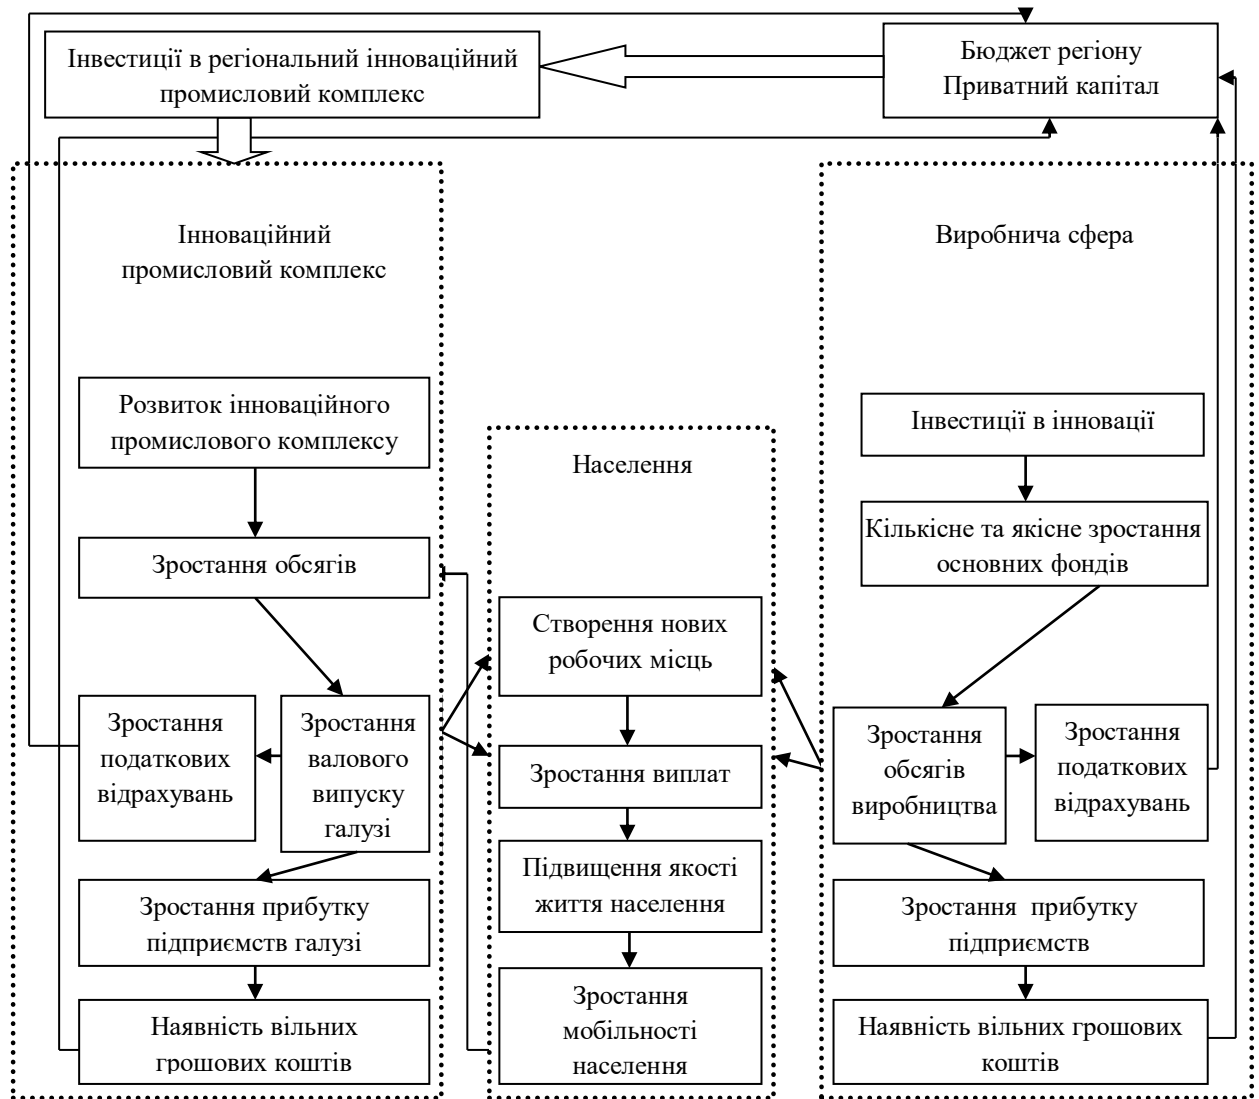 Інвестиції в регіональний інноваційний
промисловий комплекс
Бюджет регіону
Приватний капітал
Інноваційний
промисловий комплекс
Розвиток інноваційного
промислового комплексу
Зростання обсягів
Зростання
податкових
відрахувань
Зростання
валового
випуску
галузі
Зростання прибутку
підприємств галузі
Наявність вільних
грошових коштів
Населення
Створення нових
робочих місць
Зростання виплат
Підвищення якості
життя населення
Зростання
мобільності
населення
Виробнича сфера
Інвестиції в інновації
Кількісне та якісне зростання
основних фондів
Зростання
обсягів
виробництва
Зростання
податкових
відрахувань
Зростання прибутку
підприємств
Наявність вільних грошових
коштів